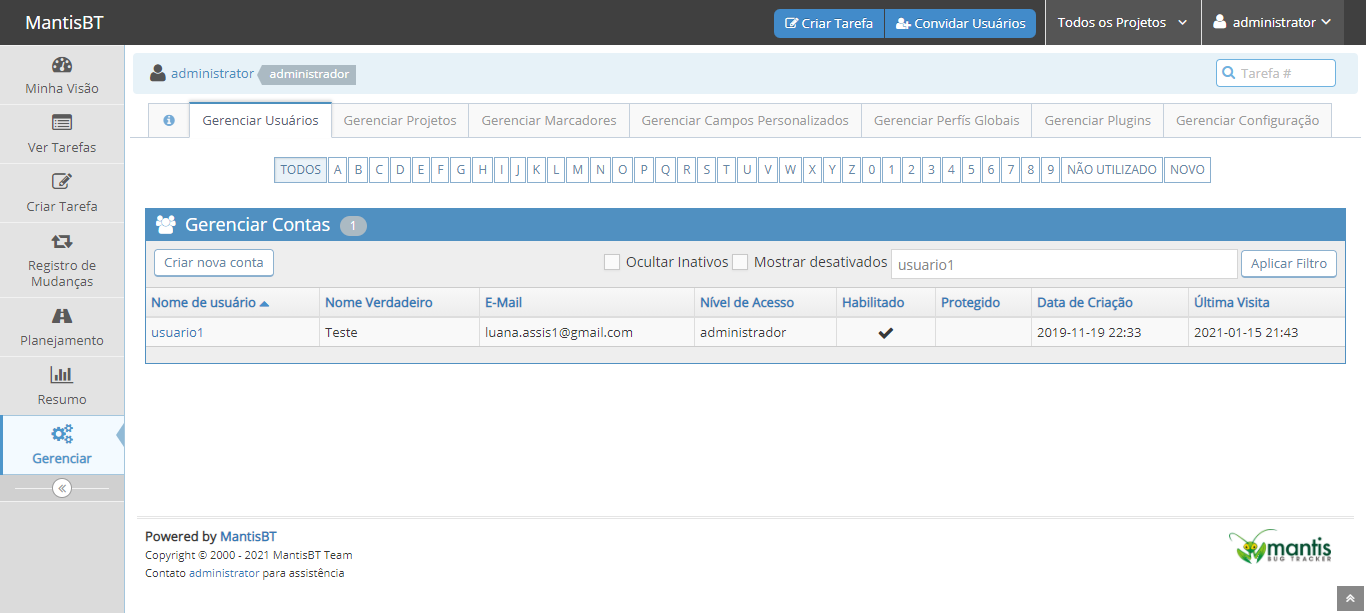 MantisBT
Criar Tarefa
Convidar Usuários
Todos os Projetos
administrator
Minha Visão
Ver Tarefas
Criar Tarefa
Registro de
Mudanças
Planejamento
Resumo
Gerenciar
administrator administrador
Tarefa #
Gerenciar Usuários Gerenciar Projetos Gerenciar Marcadores Gerenciar Campos Personalizados Gerenciar Perfís Globais Gerenciar Plugins Gerenciar Configuração
TODOS A B C D E F G H I J K L M N O P Q R S T U V W X Y Z 0 1 2 3 4 5 6 7 8 9 NÃO UTILIZADO NOVO
Gerenciar Contas 1
Criar nova conta Ocultar Inativos Mostrar desativados usuario1 Aplicar Filtro
Nome de usuário Nome Verdadeiro E-Mail Nível de Acesso Habilitado Protegido Data de Criação Última Visita
usuario1 Teste luana.assis1@gmail.com administrador 2019-11-19 22:33 2021-01-15 21:43
Powered by MantisBT
Copyright © 2000 - 2021 MantisBT Team
Contato administrator para assistência
mantis
BUG TRACKER